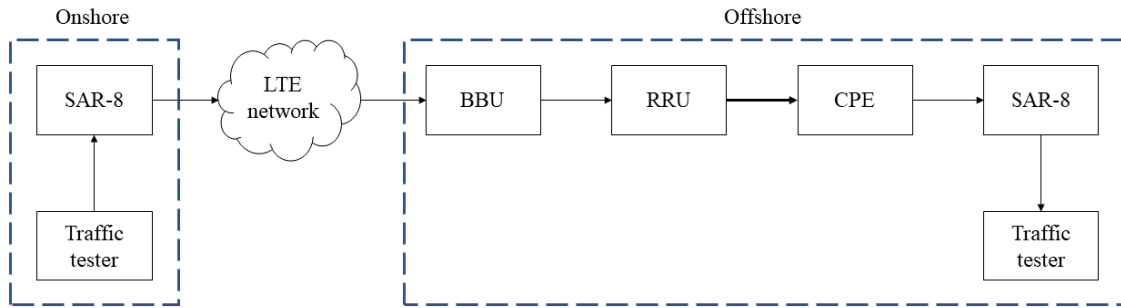 Onshore
Offshore
SAR-8
LTE
network
BBU
RRU
CPE
SAR-8
Traffic
tester
Traffic
tester